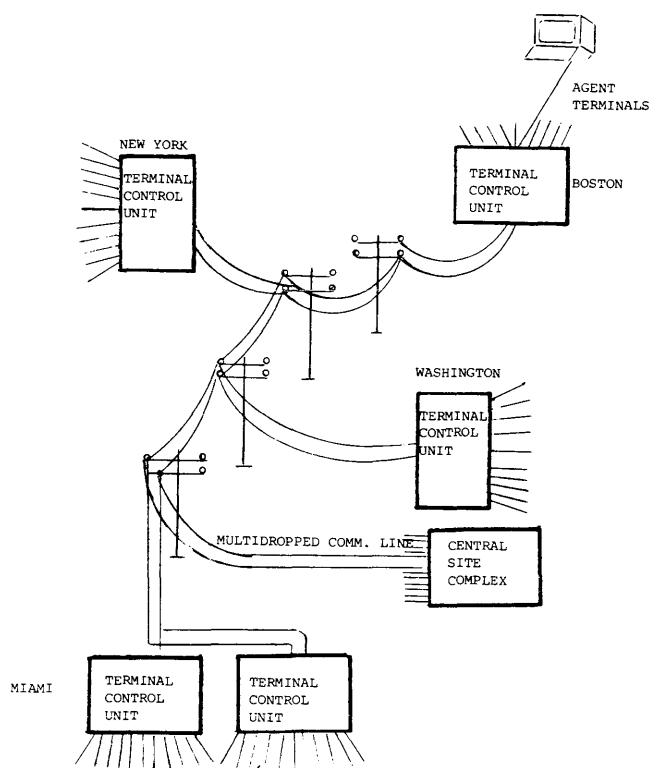 AGENT
TERMINALS
NEW YORK
TERMINAL
CONTROL
UNIT
TERMINAL
CONTROL
UNIT
BOSTON
WASHINGTON
TERMINAL
CONTROL
UNIT
MULTIDROPPED COMM. LINE
CENTRAL
SITE
COMPLEX
MIAMI
TERMINAL
CONTROL
UNIT
TERMINAL
CONTROL
UNIT